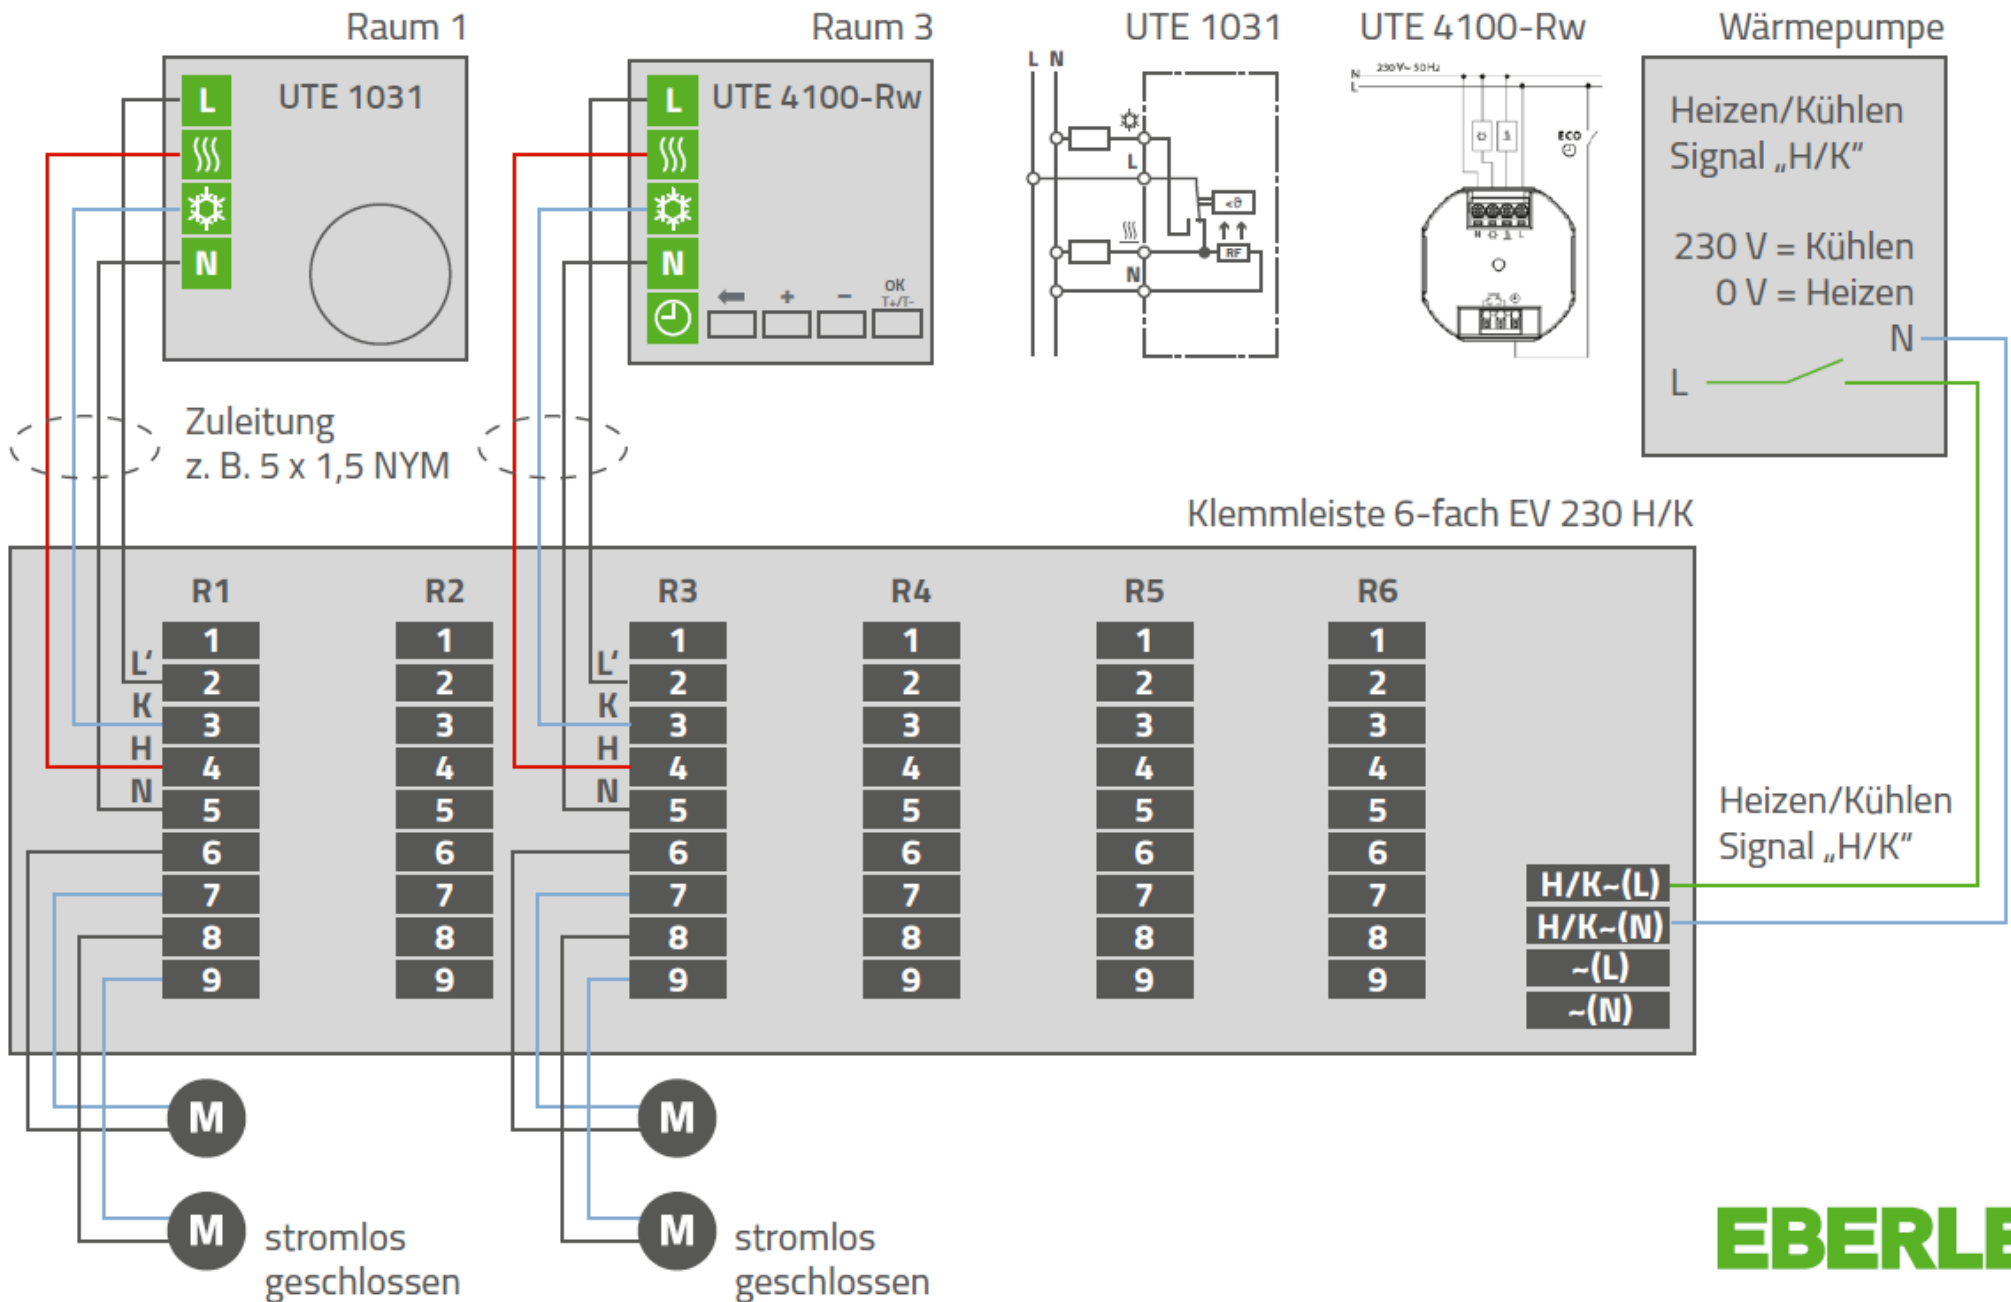 Raum 1
Raum 3
UTE 1031
UTE 4100-Rw
Wärmepumpe
L
UTE 1031
N
L
UTE 4100-Rw
N
←
+
−
OK
T+/T-
L N
L
<ϑ
RF
N
N 230 V~ 50 Hz
L
ECO
N
L
Heizen/Kühlen
Signal „H/K“
230 V = Kühlen
0 V = Heizen
N
L
Zuleitung
z. B. 5 x 1,5 NYM
Klemmleiste 6-fach EV 230 H/K
R1 R2 R3 R4 R5 R6
1 1 1 1 1 1
L‘ L‘
2 2 2 2 2 2
K K
3 3 3 3 3 3
H H
4 4 4 4 4 4
N N
5 5 5 5 5 5
6 6 6 6 6 6
7 7 7 7 7 7
8 8 8 8 8 8
9 9 9 9 9 9
Heizen/Kühlen
Signal „H/K“
H/K~(L)
H/K~(N)
~(L)
~(N)
M
M
M
M
stromlos
geschlossen
stromlos
geschlossen
EBERLE